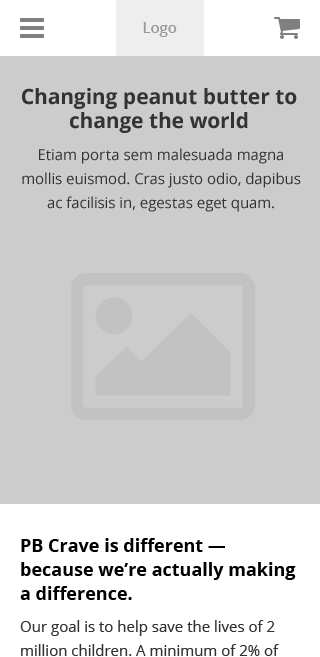 Logo
Changing peanut butter to
change the world
Etiam porta sem malesuada magna
mollis euismod. Cras justo odio, dapibus
ac facilisis in, egestas eget quam.
PB Crave is different —
because we’re actually making
a difference.
Our goal is to help save the lives of 2
million children. A minimum of 2% of